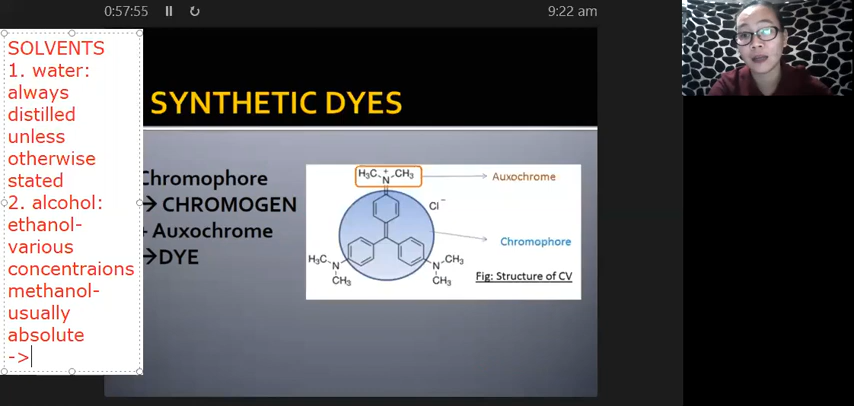 0:57:55
9:22 am
SOLVENTS
1. water:
always
distilled
unless
otherwise
stated
2. alcohol:
ethanol-
various
concentraions
methanol-
usually
absolute
->
SYNTHETIC DYES
Chromophore
→ CHROMOGEN
+ Auxochrome
→DYE
H₃C + CH₃
N
Auxochrome
Cl⁻
Chromophore
H₃C
N
CH₃
N
CH₃
CH₃
Fig: Structure of CV